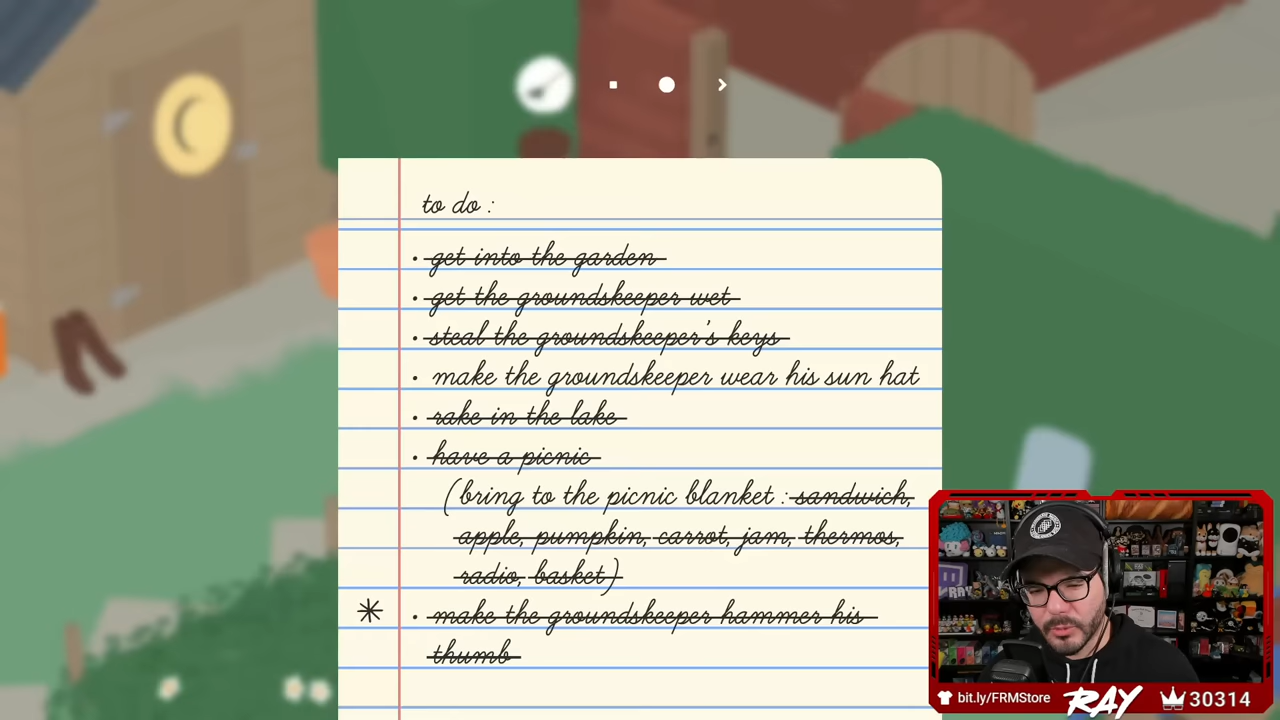 to do :
• get into the garden
• get the groundskeeper wet
• steal the groundskeeper's keys
• make the groundskeeper wear his sun hat
• rake in the lake
• have a picnic
(bring to the picnic blanket : sandwich,
apple, pumpkin, carrot, jam, thermos,
radio, basket)
• make the groundskeeper hammer his
thumb
bit.ly/FRMStore RAY 30314